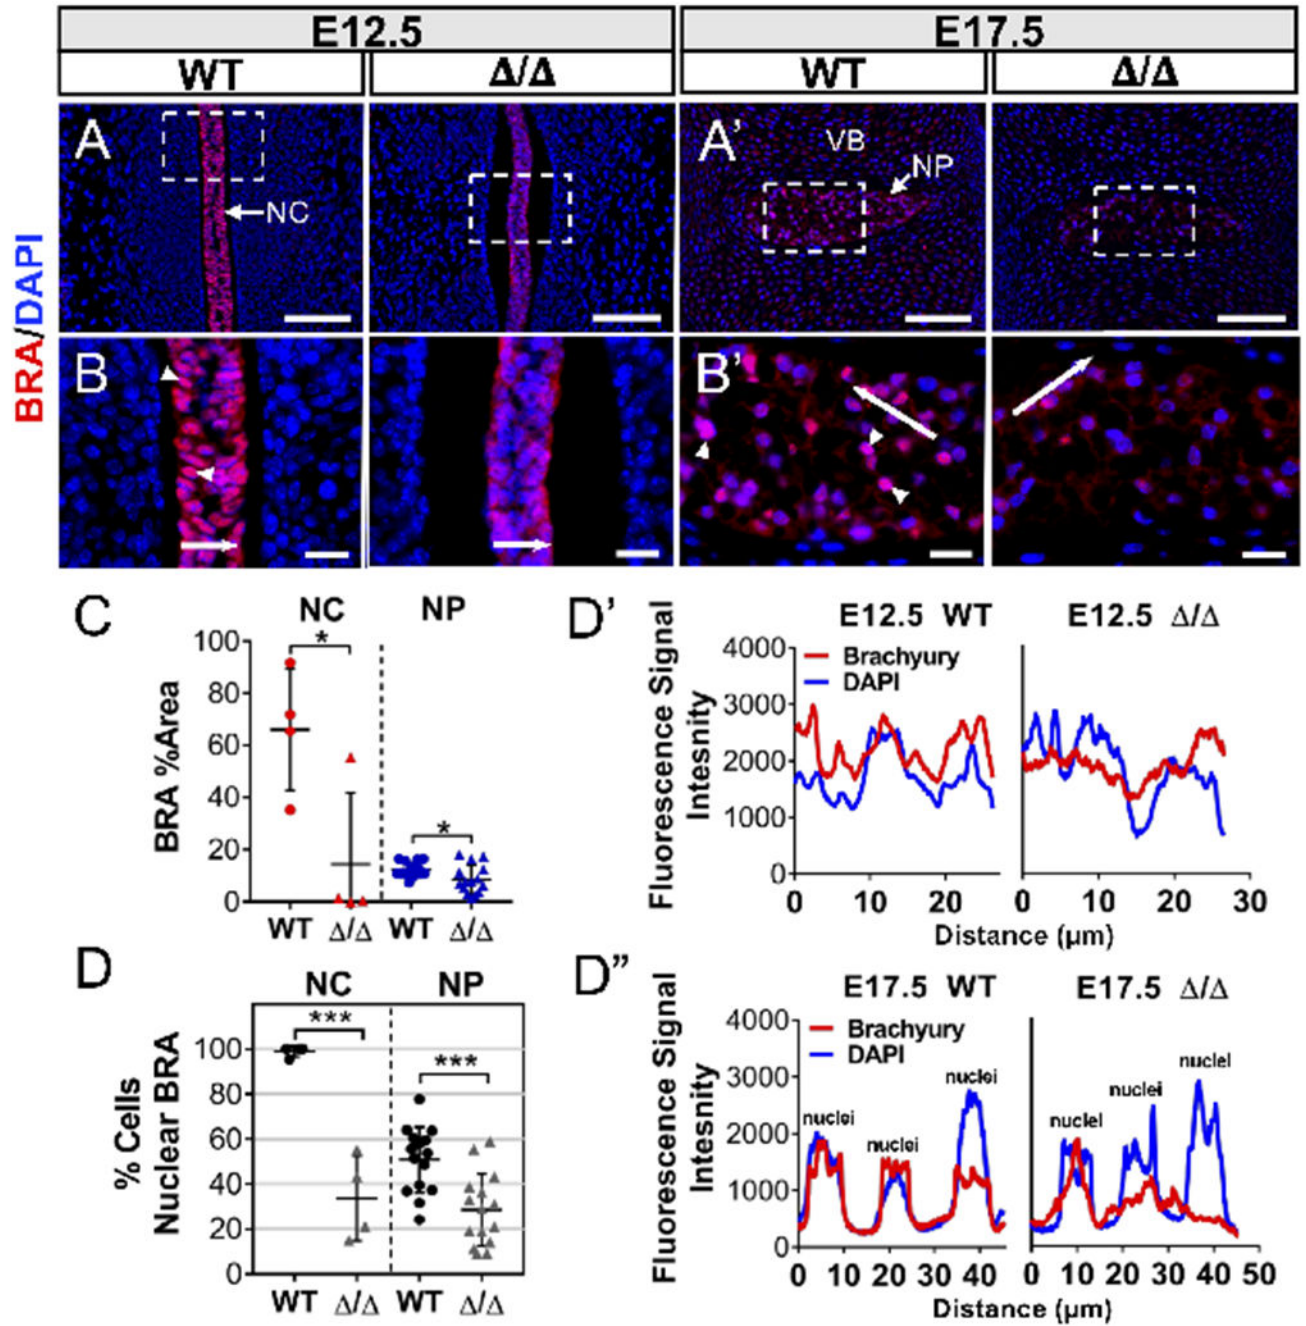 E12.5
E17.5
WT
Δ/Δ
WT
Δ/Δ
BRA/DAPI
A
NC
A'
VB
NP
B
B'
C
NC
NP
BRA %Area
100
80
60
40
20
0
*
*
WT
Δ/Δ
WT
Δ/Δ
D'
E12.5 WT
E12.5 Δ/Δ
Fluorescence Signal
Intesnity
4000
3000
2000
1000
0
Brachyury
DAPI
0
10
20
0
10
20
30
Distance (µm)
D
NC
NP
% Cells
Nuclear BRA
100
80
60
40
20
0
***
***
WT
Δ/Δ
WT
Δ/Δ
D"
E17.5 WT
E17.5 Δ/Δ
Fluorescence Signal
Intesnity
4000
3000
2000
1000
0
Brachyury
DAPI
nuclei
nuclei
nuclei
nuclei
nuclei
nuclei
0 10 20 30 40
0 10 20 30 40 50
Distance (µm)